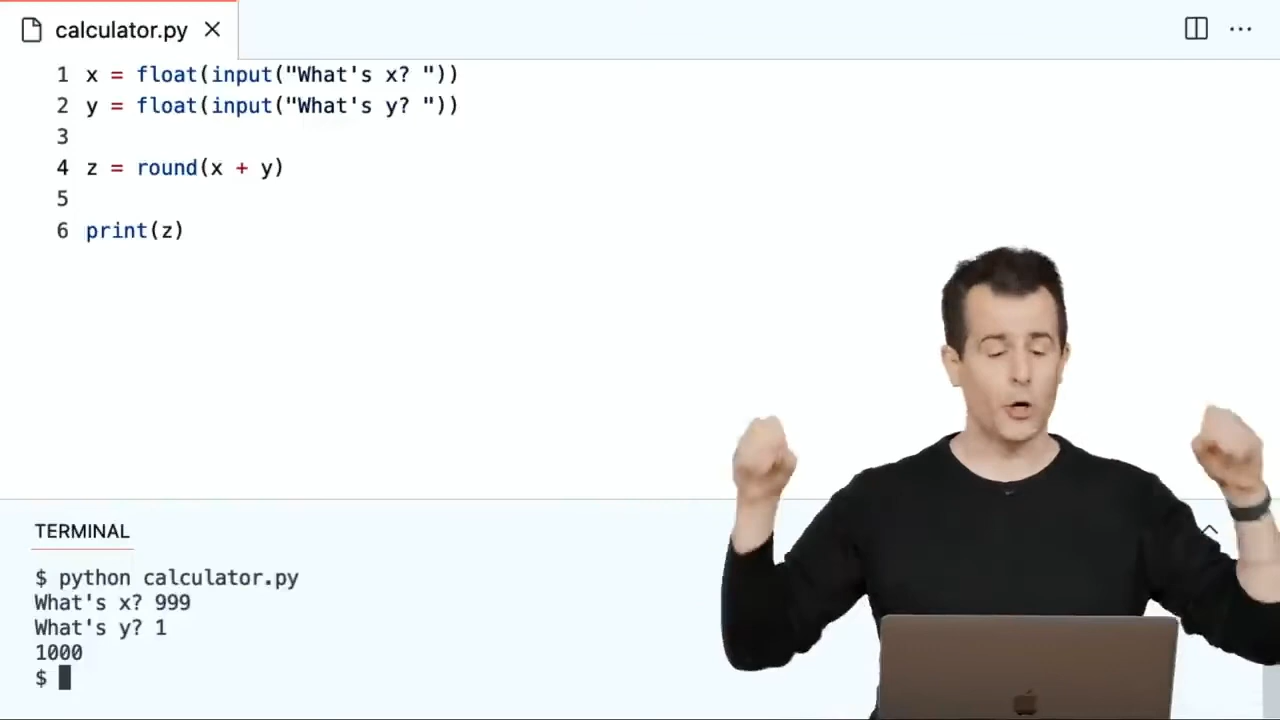 calculator.py
1 x = float(input("What's x? "))
2 y = float(input("What's y? "))
3
4 z = round(x + y)
5
6 print(z)
TERMINAL
$ python calculator.py
What's x? 999
What's y? 1
1000
$